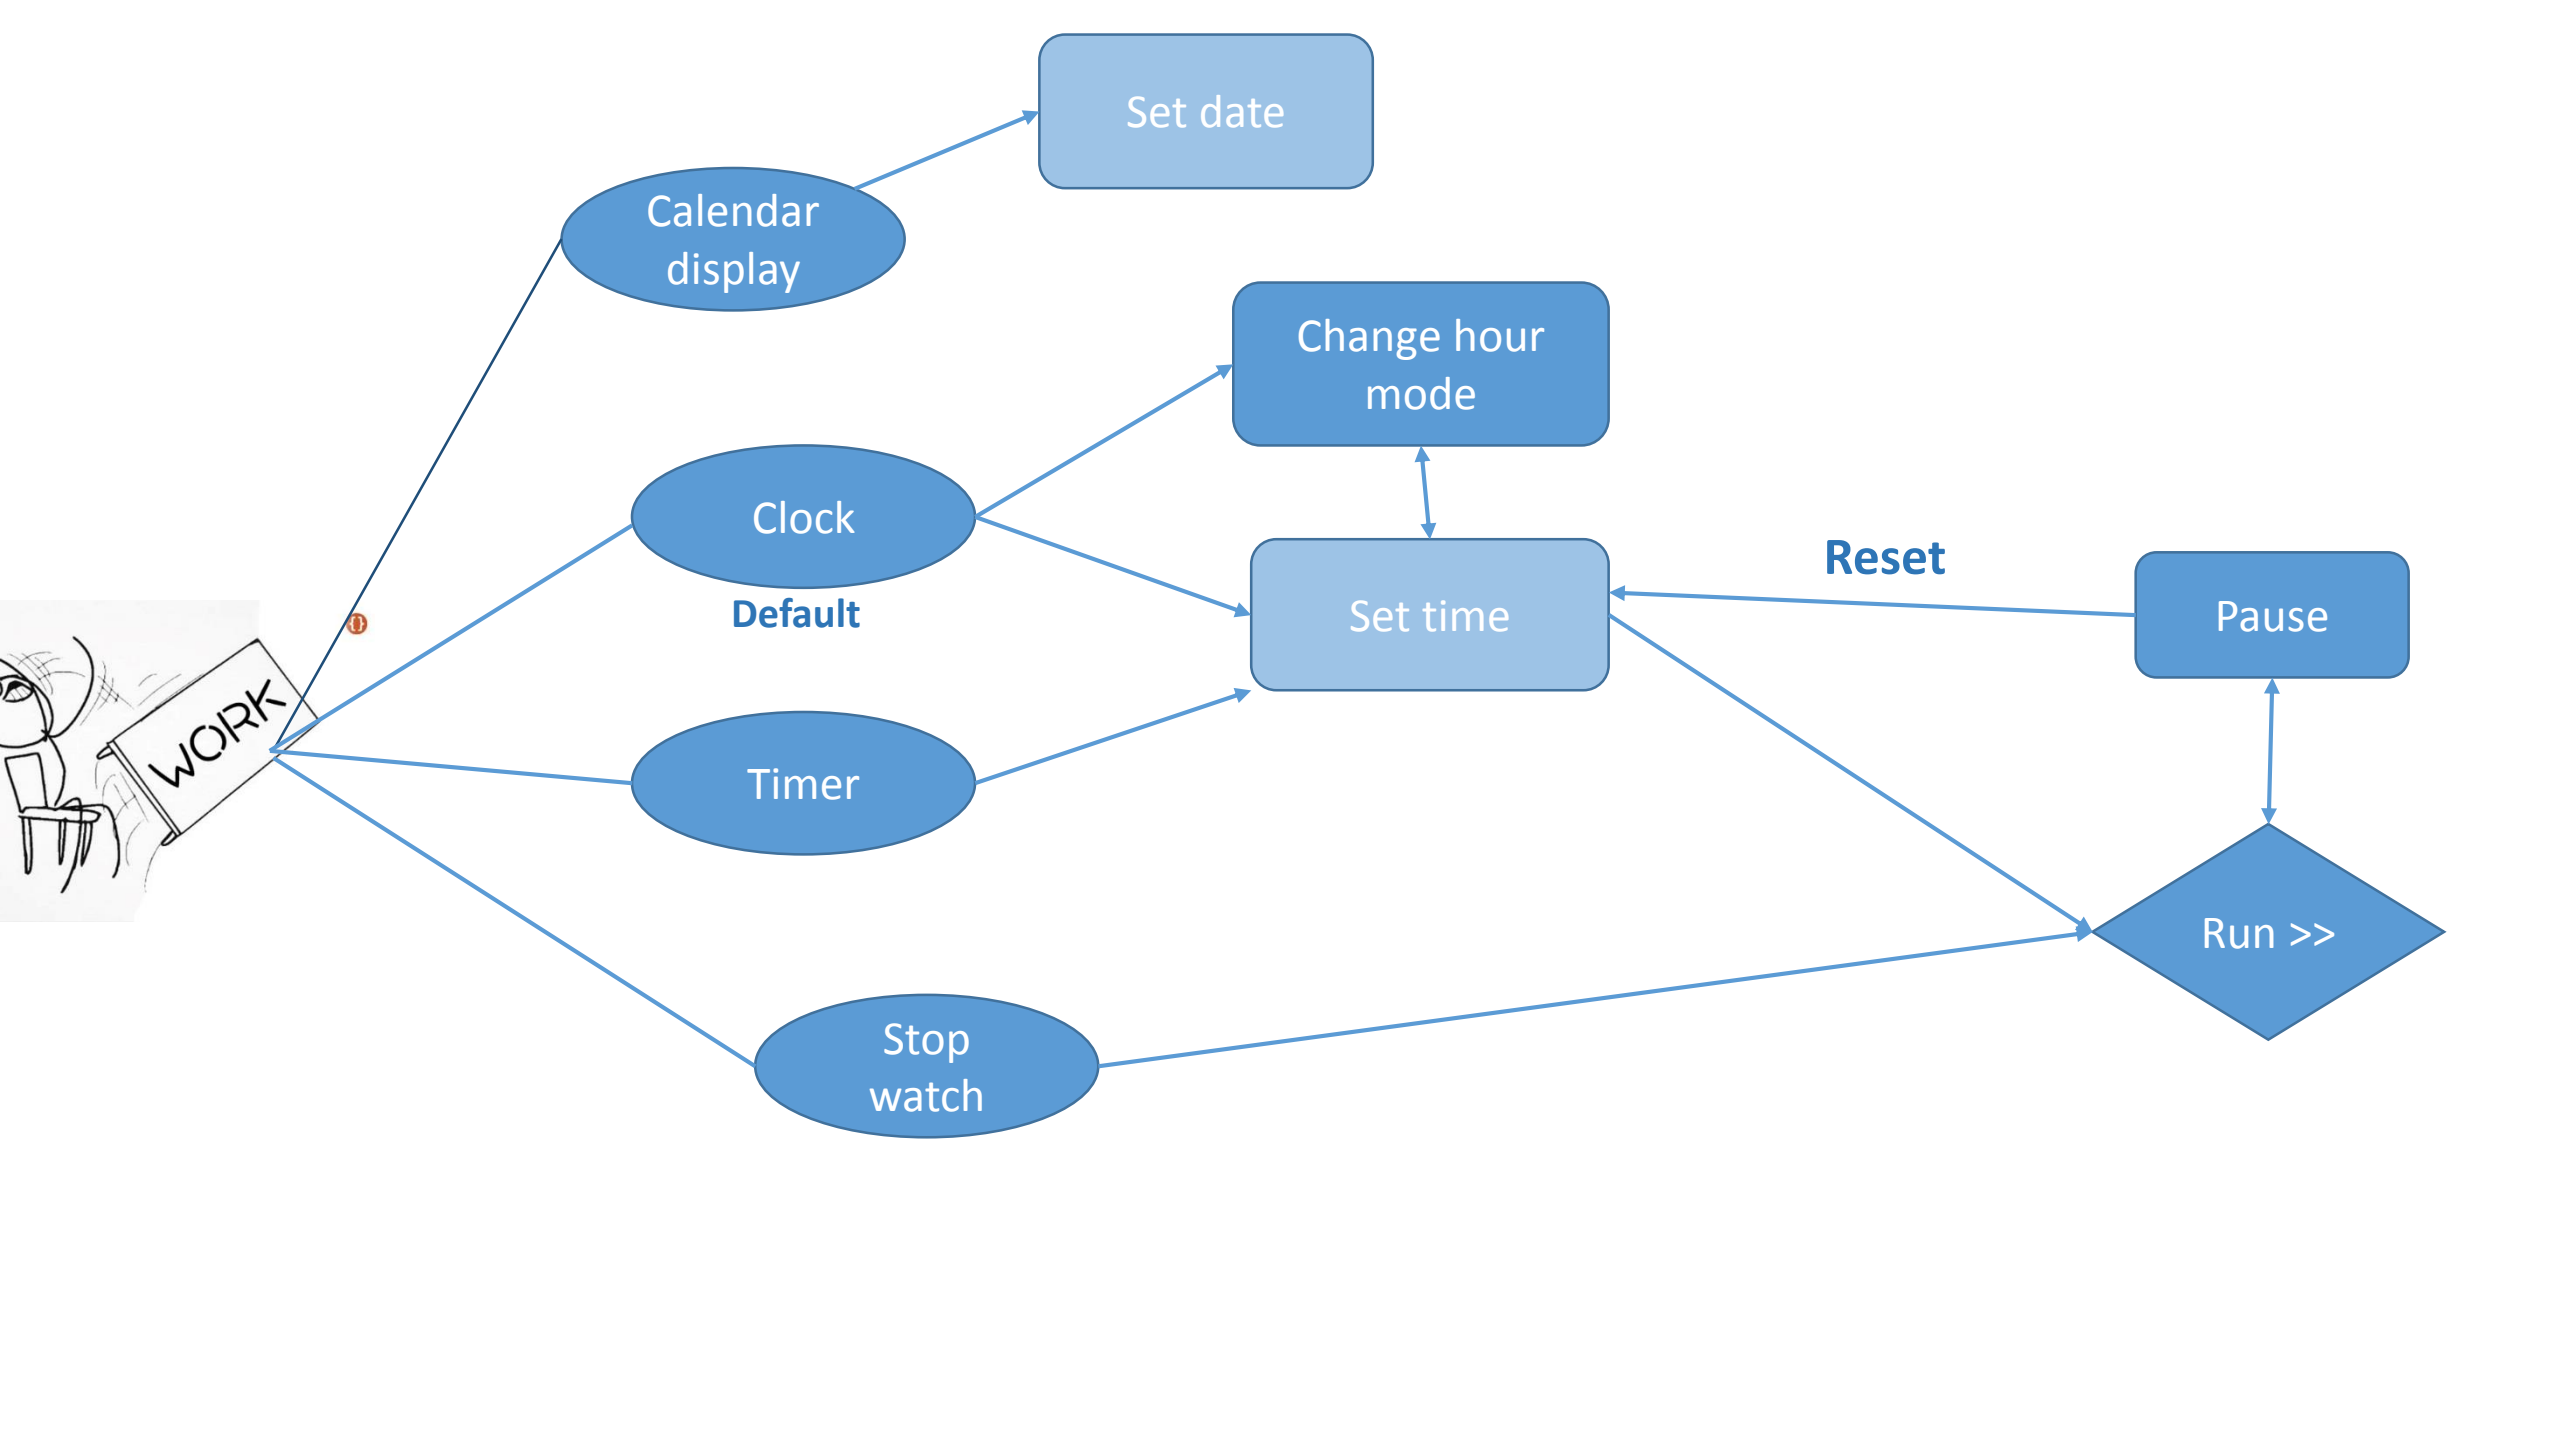 Set date
Calendar
display
Change hour
mode
Clock
Default
Reset
Set time
Pause
WORK
{}
Timer
Run >>
Stop
watch